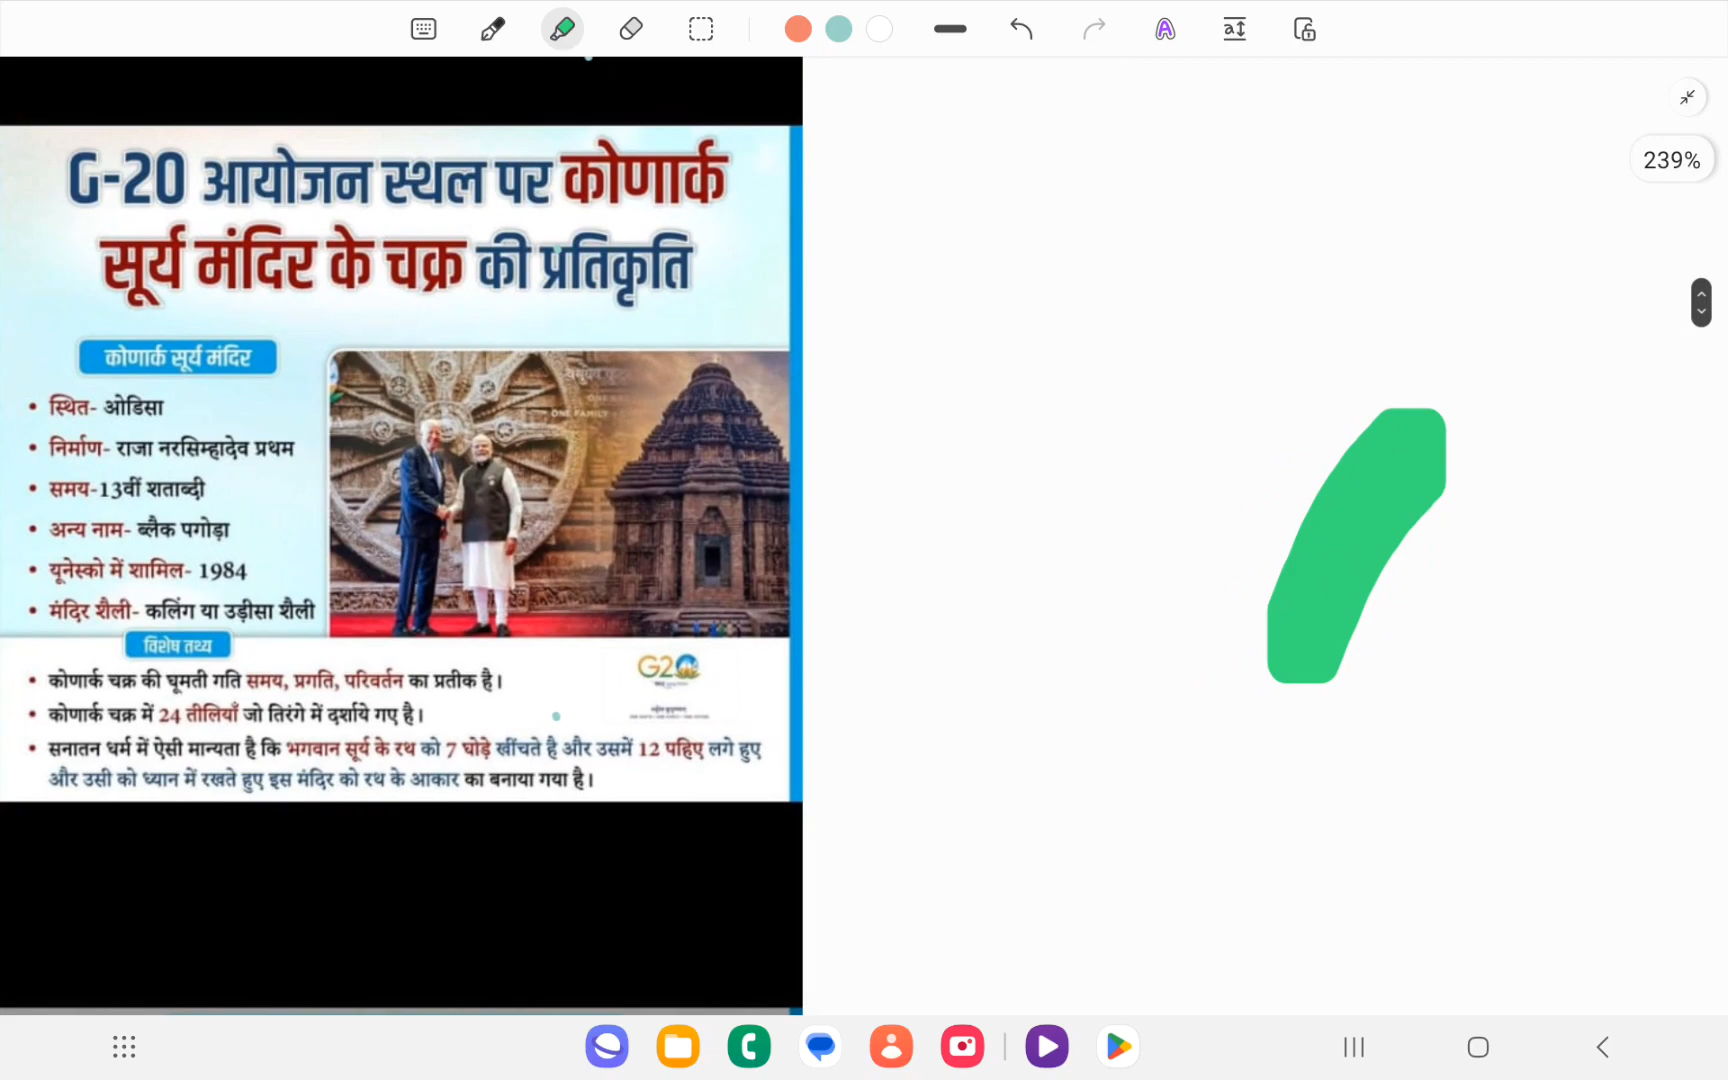 239%
G-20 आयोजन स्थल पर कोणार्क
सूर्य मंदिर के चक्र की प्रतिकृति
कोणार्क सूर्य मंदिर
• स्थित- ओडिसा
• निर्माण- राजा नरसिम्हादेव प्रथम
• समय-13वीं शताब्दी
• अन्य नाम- ब्लैक पगोड़ा
• यूनेस्को में शामिल- 1984
• मंदिर शैली- कलिंग या उड़ीसा शैली
ONE FAMILY
विशेष तथ्य
• कोणार्क चक्र की घूमती गति समय, प्रगति, परिवर्तन का प्रतीक है।
• कोणार्क चक्र में 24 तीलियाँ जो तिरंगे में दर्शाये गए है।
• सनातन धर्म में ऐसी मान्यता है कि भगवान सूर्य के रथ को 7 घोड़े खींचते है और उसमें 12 पहिए लगे हुए
और उसी को ध्यान में रखते हुए इस मंदिर को रथ के आकार का बनाया गया है।
G20